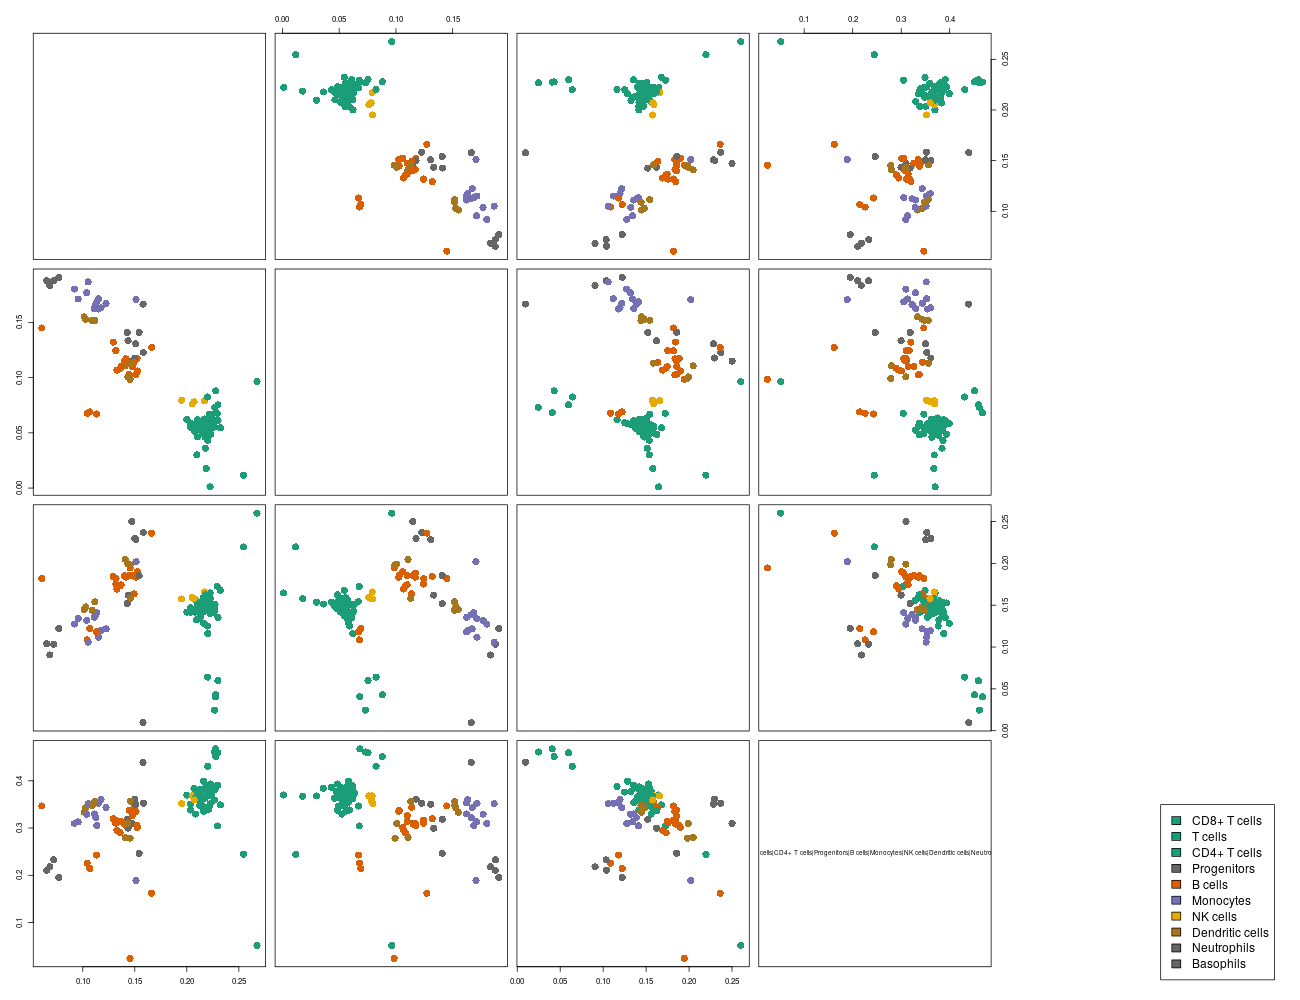 0.00 0.05 0.10 0.15
0.1 0.2 0.3 0.4
0.10 0.15 0.20 0.25
0.00 0.05 0.10 0.15
0.00 0.05 0.10 0.15 0.20 0.25
0.1 0.2 0.3 0.4
cells|CD4+ T cells|Progenitors|B cells|Monocytes|NK cells|Dendritic cells|Neutro
0.10 0.15 0.20 0.25
0.00 0.05 0.10 0.15 0.20 0.25
CD8+ T cells
T cells
CD4+ T cells
Progenitors
B cells
Monocytes
NK cells
Dendritic cells
Neutrophils
Basophils